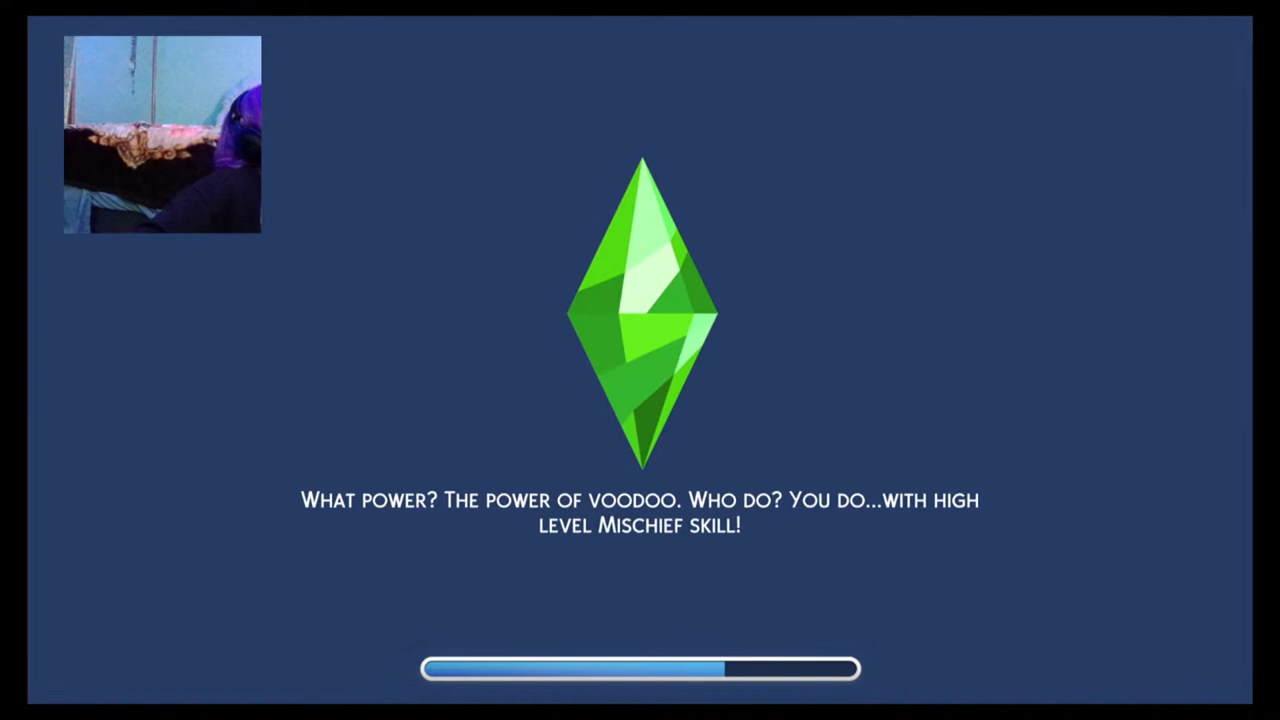 What power? The power of voodoo. Who do? You do...with high
level Mischief skill!